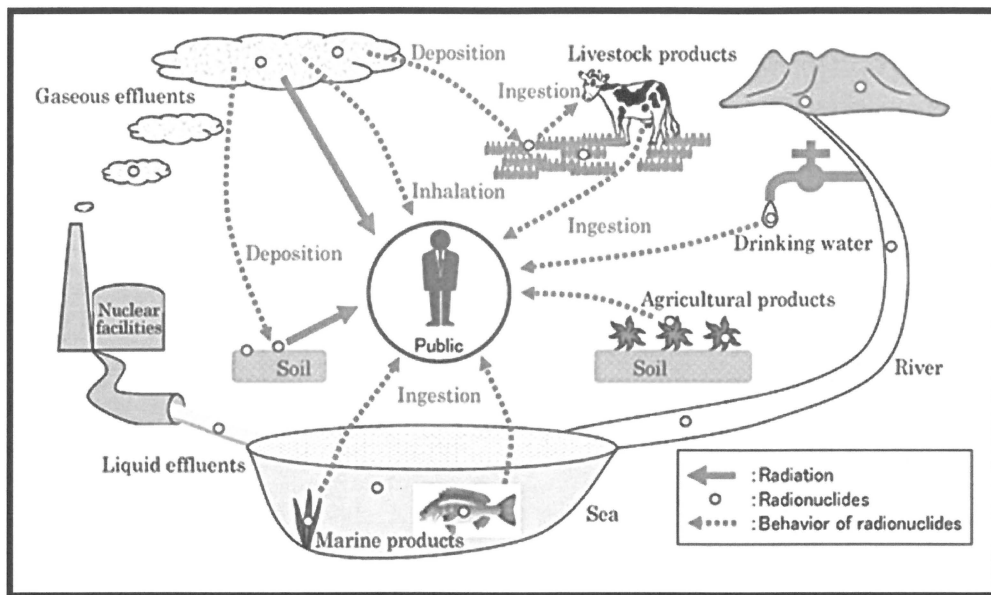 Deposition
Livestock products
Gaseous effluents
Ingestion
Inhalation
Ingestion
Drinking water
Deposition
Agricultural products
Nuclear
facilities
Public
Soil
Soil
River
Ingestion
Liquid effluents
Sea
Marine products
:Radiation
:Radionuclides
:Behavior of radionuclides